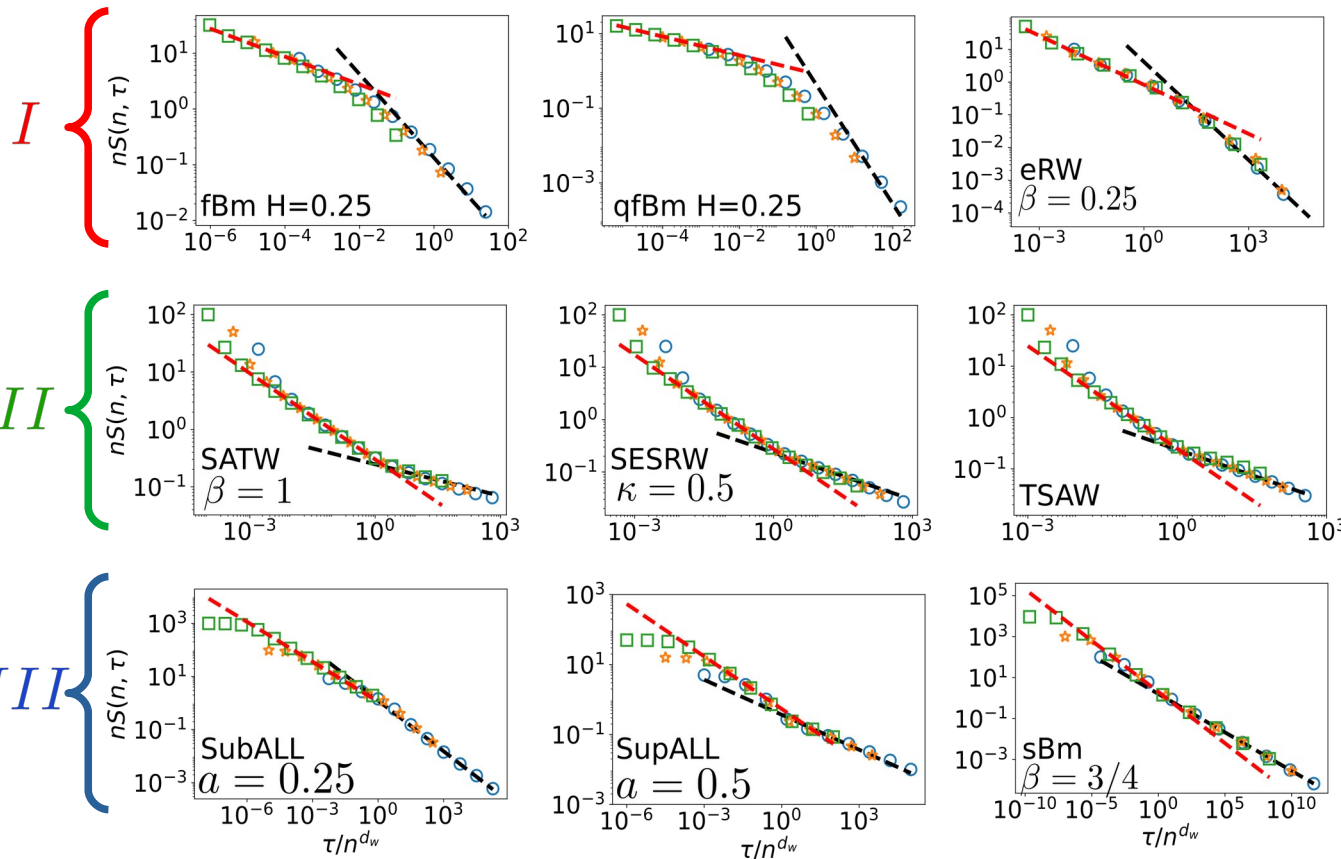 I
nS(n, τ)
10^1
10^0
10^-1
10^-2
fBm H=0.25
10^-6 10^-4 10^-2 10^0 10^2
10^1
10^-1
10^-3
qfBm H=0.25
10^-4 10^-2 10^0 10^2
10^1
10^0
10^-1
10^-2
10^-3
10^-4
eRW
β = 0.25
10^-3 10^0 10^3
II
nS(n, τ)
10^2
10^1
10^0
10^-1
SATW
β = 1
10^-3 10^0 10^3
10^2
10^1
10^0
10^-1
SESRW
κ = 0.5
10^-3 10^0 10^3
10^2
10^1
10^0
10^-1
TSAW
10^-3 10^0 10^3
III
nS(n, τ)
10^3
10^1
10^-1
10^-3
SubALL
a = 0.25
10^-6 10^-3 10^0 10^3
τ/n^{d_w}
10^3
10^1
10^-1
10^-3
SupALL
a = 0.5
10^-6 10^-3 10^0 10^3
τ/n^{d_w}
10^5
10^3
10^1
10^-1
10^-3
sBm
β = 3/4
10^-10 10^-5 10^0 10^5 10^10
τ/n^{d_w}